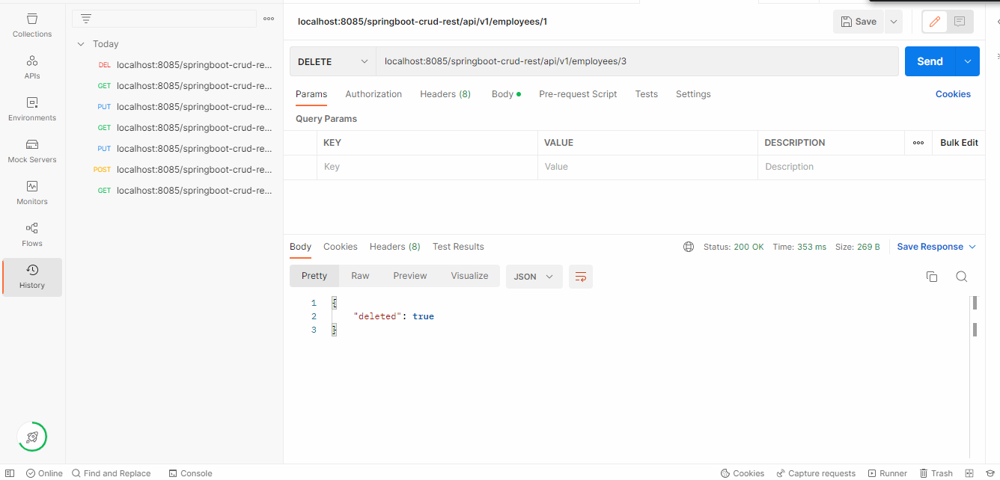 Collections
APIs
Environments
Mock Servers
Monitors
Flows
History
Today
DEL localhost:8085/springboot-crud-re...
GET localhost:8085/springboot-crud-re...
PUT localhost:8085/springboot-crud-re...
GET localhost:8085/springboot-crud-re...
PUT localhost:8085/springboot-crud-re...
POST localhost:8085/springboot-crud-re...
GET localhost:8085/springboot-crud-re...
localhost:8085/springboot-crud-rest/api/v1/employees/1
Save
DELETE localhost:8085/springboot-crud-rest/api/v1/employees/3 Send
Params Authorization Headers (8) Body Pre-request Script Tests Settings Cookies
Query Params
KEY VALUE DESCRIPTION Bulk Edit
Key Value Description
Body Cookies Headers (8) Test Results Status: 200 OK Time: 353 ms Size: 269 B Save Response
Pretty Raw Preview Visualize JSON
1 {
2 "deleted": true
3 }
Online Find and Replace Console Cookies Capture requests Runner Trash